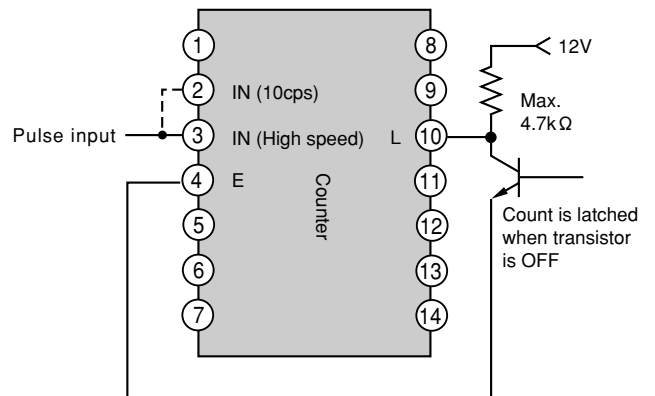 1
8
12V
2
IN (10cps)
9
Max.
4.7kΩ
Pulse input
3
IN (High speed)
L
10
4
E
11
Counter
Count is latched
when transistor
is OFF
5
12
6
13
7
14